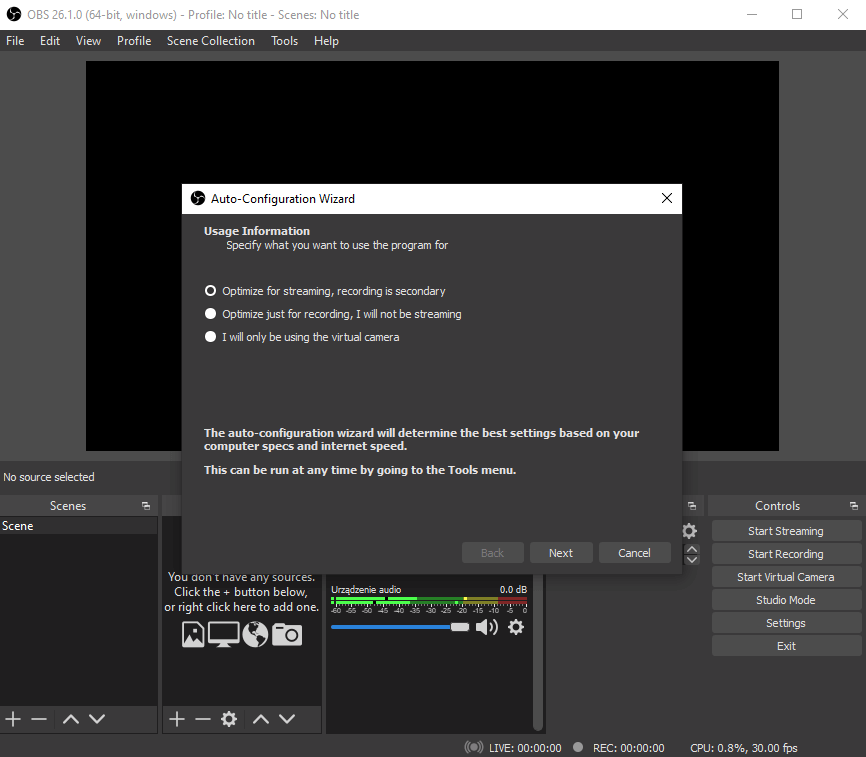 OBS 26.1.0 (64-bit, windows) - Profile: No title - Scenes: No title
File Edit View Profile Scene Collection Tools Help
Auto-Configuration Wizard
Usage Information
Specify what you want to use the program for
Optimize for streaming, recording is secondary
Optimize just for recording, I will not be streaming
I will only be using the virtual camera
The auto-configuration wizard will determine the best settings based on your
computer specs and internet speed.
This can be run at any time by going to the Tools menu.
Back Next Cancel
No source selected
Scenes
Scene
You don't have any sources.
Click the + button below,
or right click here to add one.
Urządzenie audio 0.0 dB
-60 -55 -50 -45 -40 -35 -30 -25 -20 -15 -10 -5 0
Controls
Start Streaming
Start Recording
Start Virtual Camera
Studio Mode
Settings
Exit
LIVE: 00:00:00 REC: 00:00:00 CPU: 0.8%, 30.00 fps